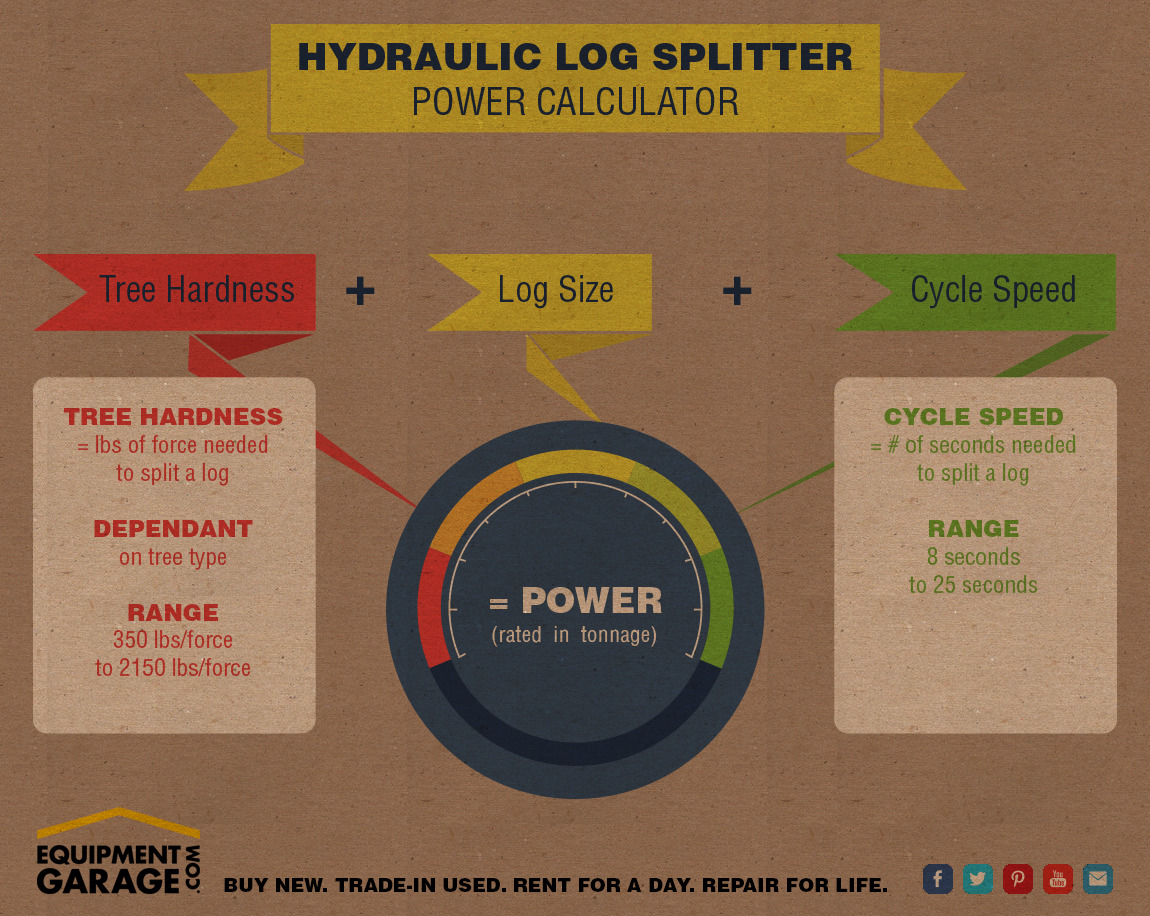 HYDRAULIC LOG SPLITTER
POWER CALCULATOR
Tree Hardness + Log Size + Cycle Speed
TREE HARDNESS
= lbs of force needed
to split a log
DEPENDANT
on tree type
RANGE
350 lbs/force
to 2150 lbs/force
= POWER
(rated in tonnage)
CYCLE SPEED
= # of seconds needed
to split a log
RANGE
8 seconds
to 25 seconds
EQUIPMENT
GARAGE.COM
BUY NEW. TRADE-IN USED. RENT FOR A DAY. REPAIR FOR LIFE.
You
Tube